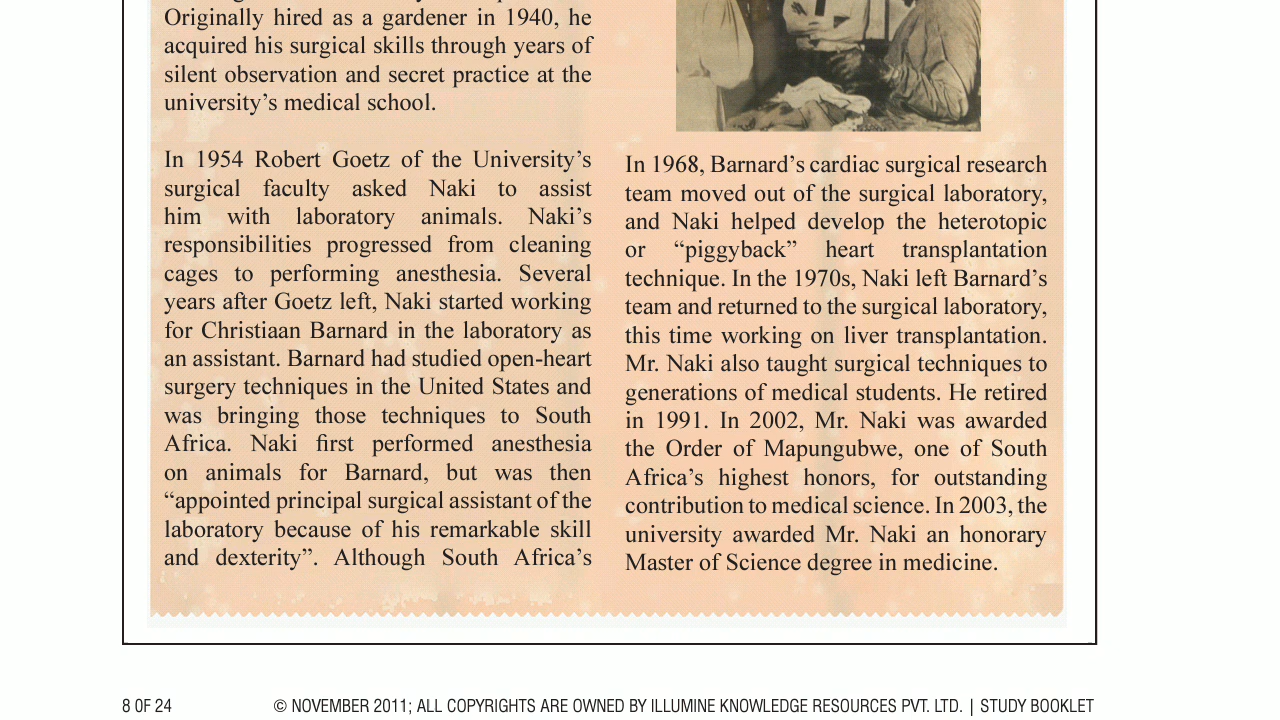 Originally hired as a gardener in 1940, he
acquired his surgical skills through years of
silent observation and secret practice at the
university’s medical school.
In 1954 Robert Goetz of the University’s
surgical faculty asked Naki to assist
him with laboratory animals. Naki’s
responsibilities progressed from cleaning
cages to performing anesthesia. Several
years after Goetz left, Naki started working
for Christiaan Barnard in the laboratory as
an assistant. Barnard had studied open-heart
surgery techniques in the United States and
was bringing those techniques to South
Africa. Naki first performed anesthesia
on animals for Barnard, but was then
“appointed principal surgical assistant of the
laboratory because of his remarkable skill
and dexterity”. Although South Africa’s
In 1968, Barnard’s cardiac surgical research
team moved out of the surgical laboratory,
and Naki helped develop the heterotopic
or “piggyback” heart transplantation
technique. In the 1970s, Naki left Barnard’s
team and returned to the surgical laboratory,
this time working on liver transplantation.
Mr. Naki also taught surgical techniques to
generations of medical students. He retired
in 1991. In 2002, Mr. Naki was awarded
the Order of Mapungubwe, one of South
Africa’s highest honors, for outstanding
contribution to medical science. In 2003, the
university awarded Mr. Naki an honorary
Master of Science degree in medicine.
8 OF 24 © NOVEMBER 2011; ALL COPYRIGHTS ARE OWNED BY ILLUMINE KNOWLEDGE RESOURCES PVT. LTD. | STUDY BOOKLET